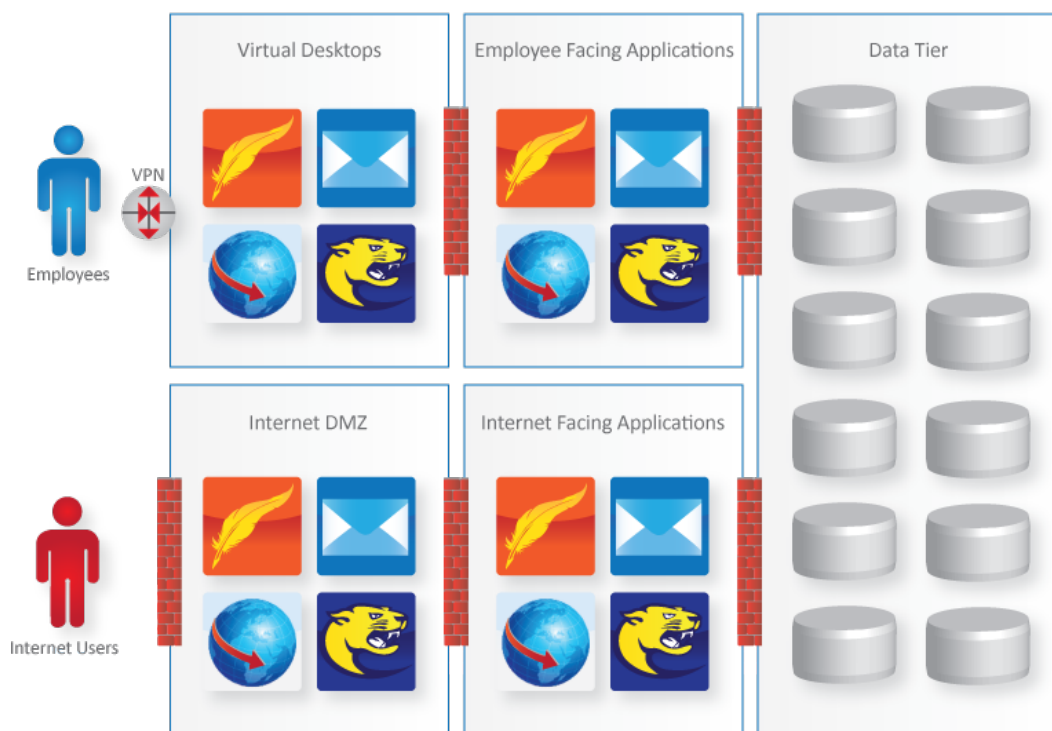 Virtual Desktops
Employee Facing Applications
Data Tier
VPN
Employees
Internet DMZ
Internet Facing Applications
Internet Users